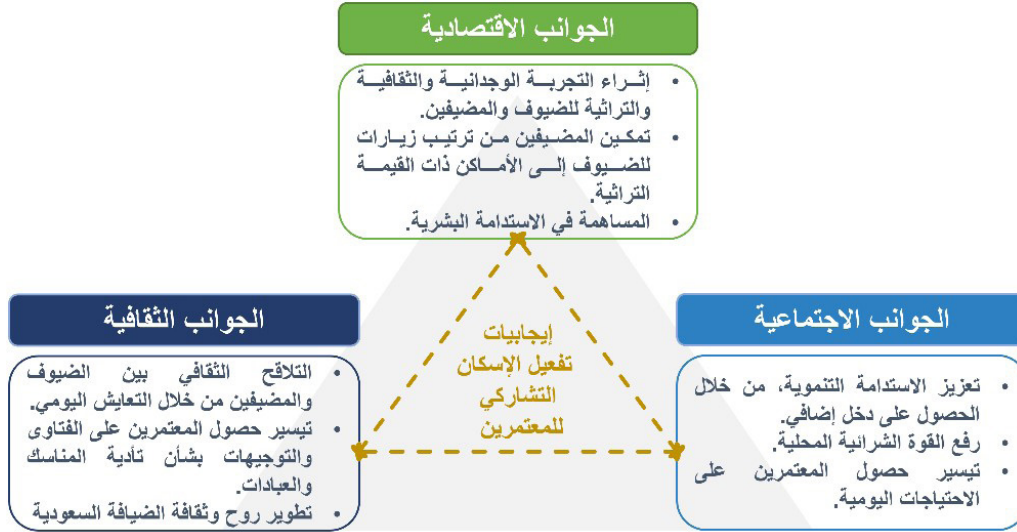 الجوانب الاقتصادية
• إثراء التجربة الوجدانية والثقافية
والتراثية للضيوف والمضيفين.
• تمكين المضيفين من ترتيب زيارات
للضيوف إلى الأماكن ذات القيمة
التراثية.
• المساهمة في الاستدامة البشرية.
الجوانب الاجتماعية
• تعزيز الاستدامة التنموية، من خلال
الحصول على دخل إضافي.
• رفع القوة الشرائية المحلية.
• تيسير حصول المعتمرين على
الاحتياجات اليومية.
إيجابيات
تفعيل الإسكان
التشاركي
للمعتمرين
الجوانب الثقافية
• التلاقح الثقافي بين الضيوف
والمضيفين من خلال التعايش اليومي.
• تيسير حصول المعتمرين على الفتاوى
والتوجيهات بشأن تأدية المناسك
والعبادات.
• تطوير روح وثقافة الضيافة السعودية